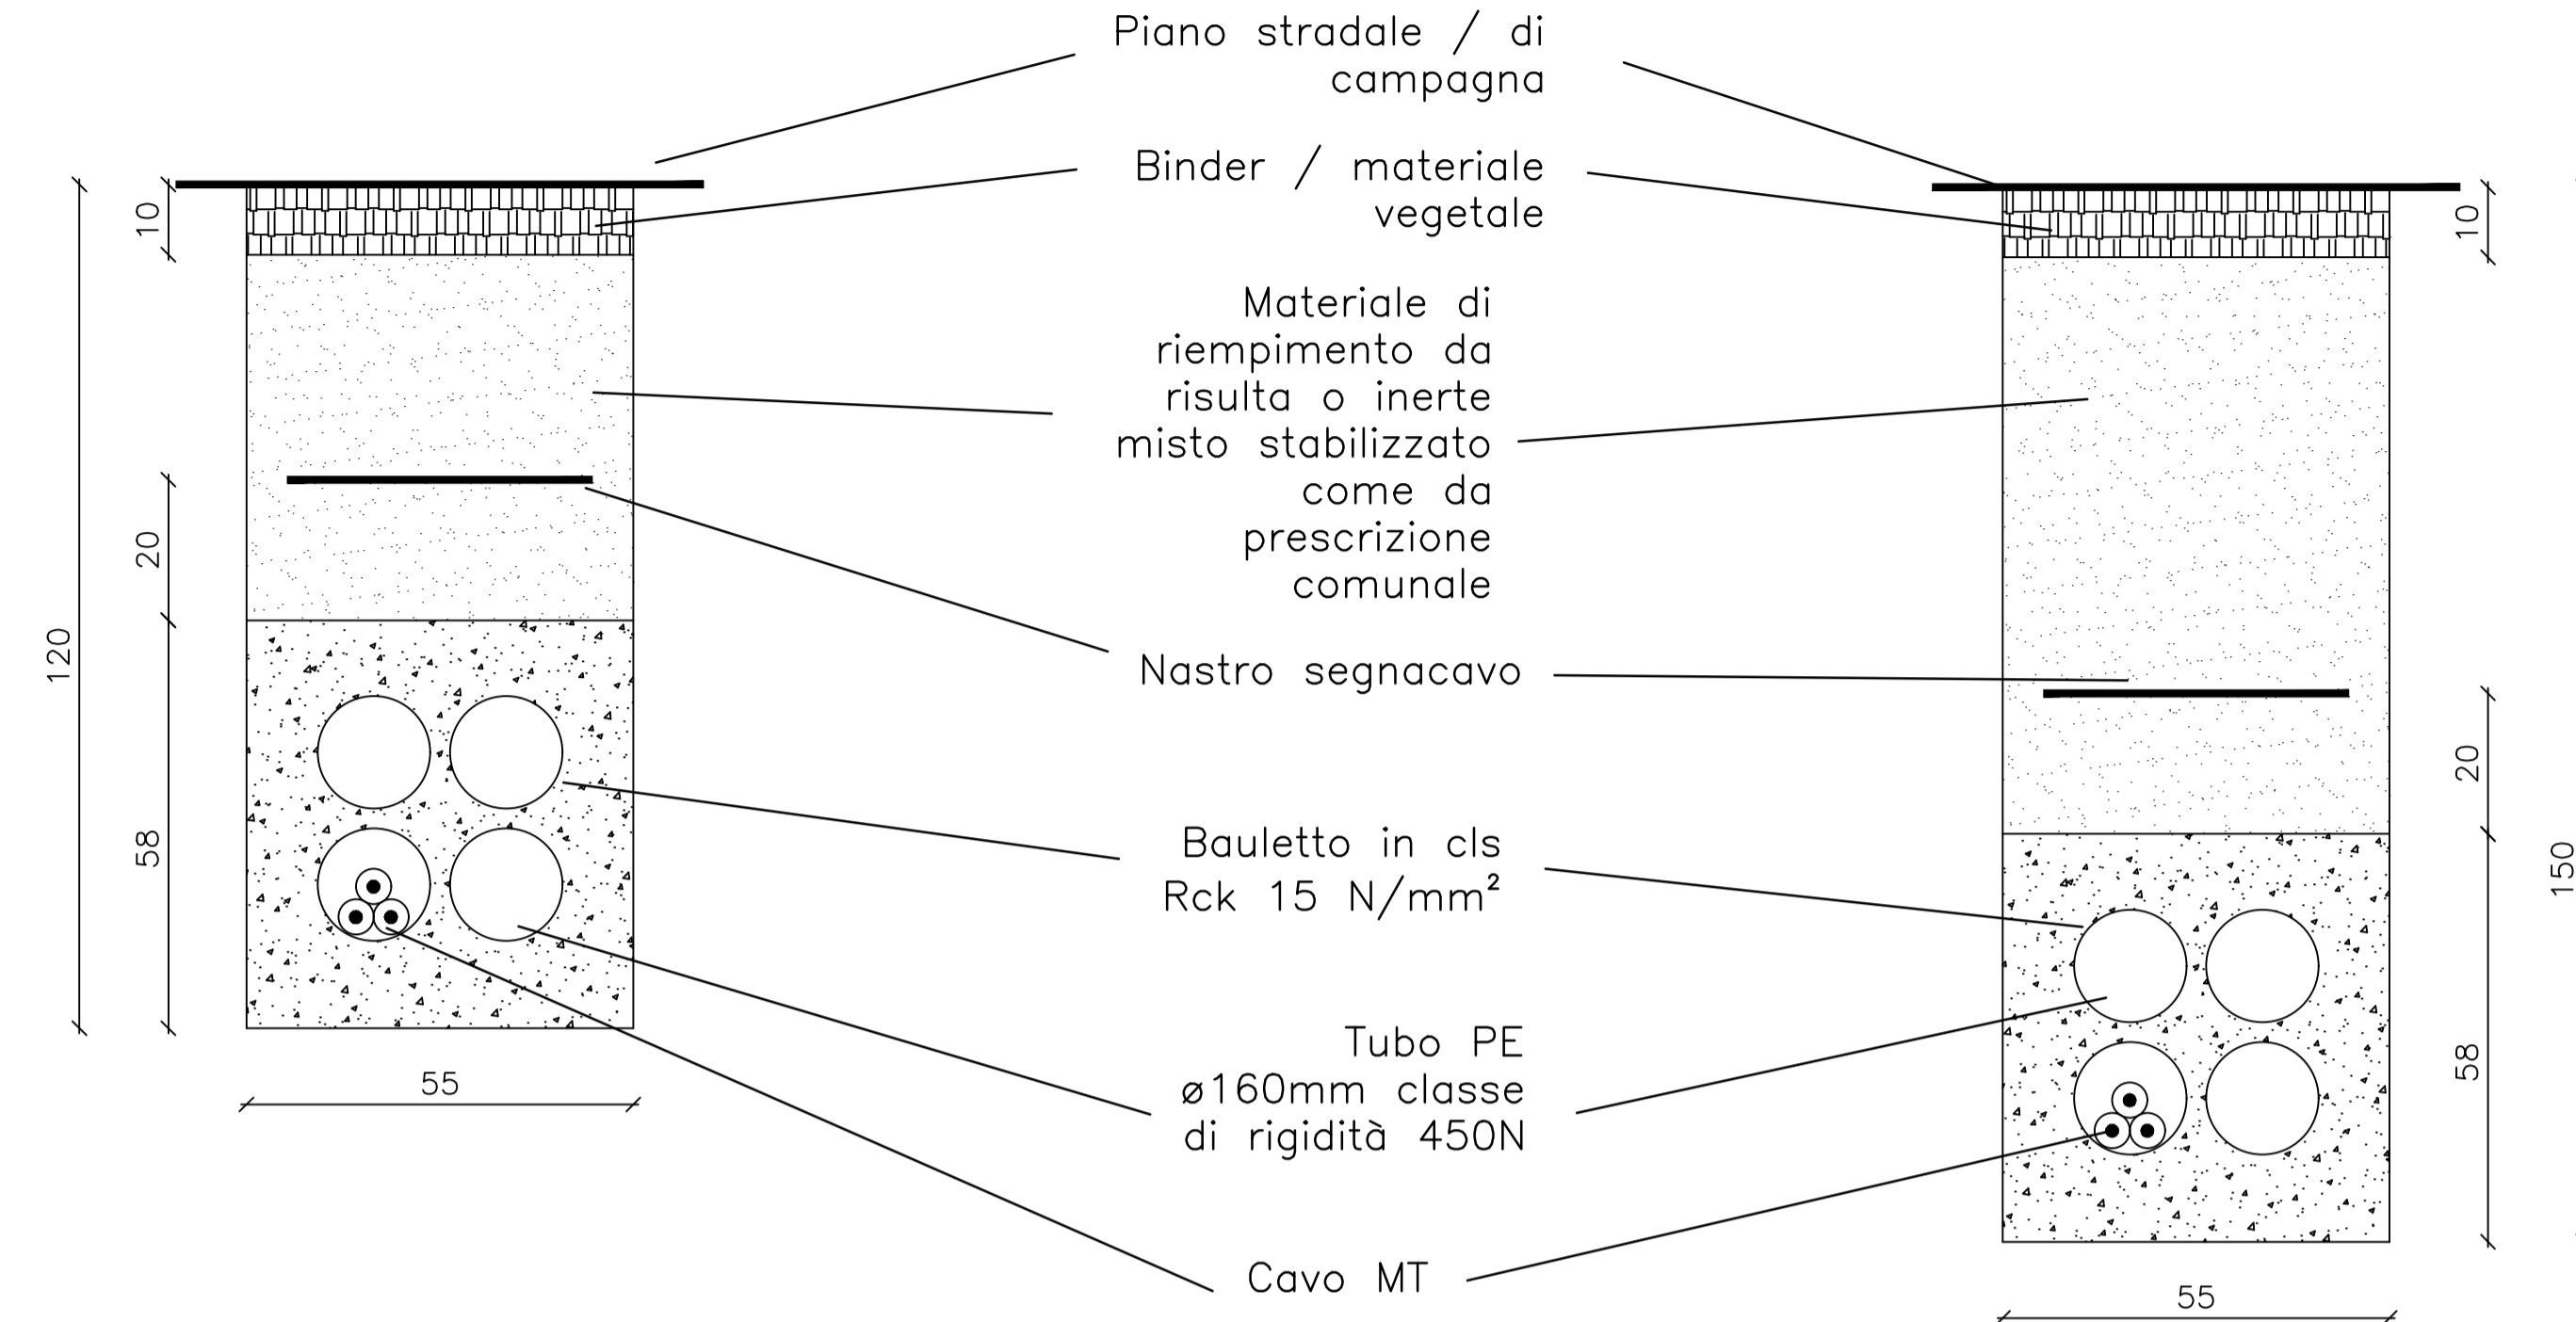 Piano stradale / di
campagna
Binder / materiale
vegetale
Materiale di
riempimento da
risulta o inerte
misto stabilizzato
come da
prescrizione
comunale
Nastro segnacavo
Bauletto in cls
Rck 15 N/mm²
Tubo PE
ø160mm classe
di rigidità 450N
Cavo MT
10
20
120
58
55
10
20
150
58
55